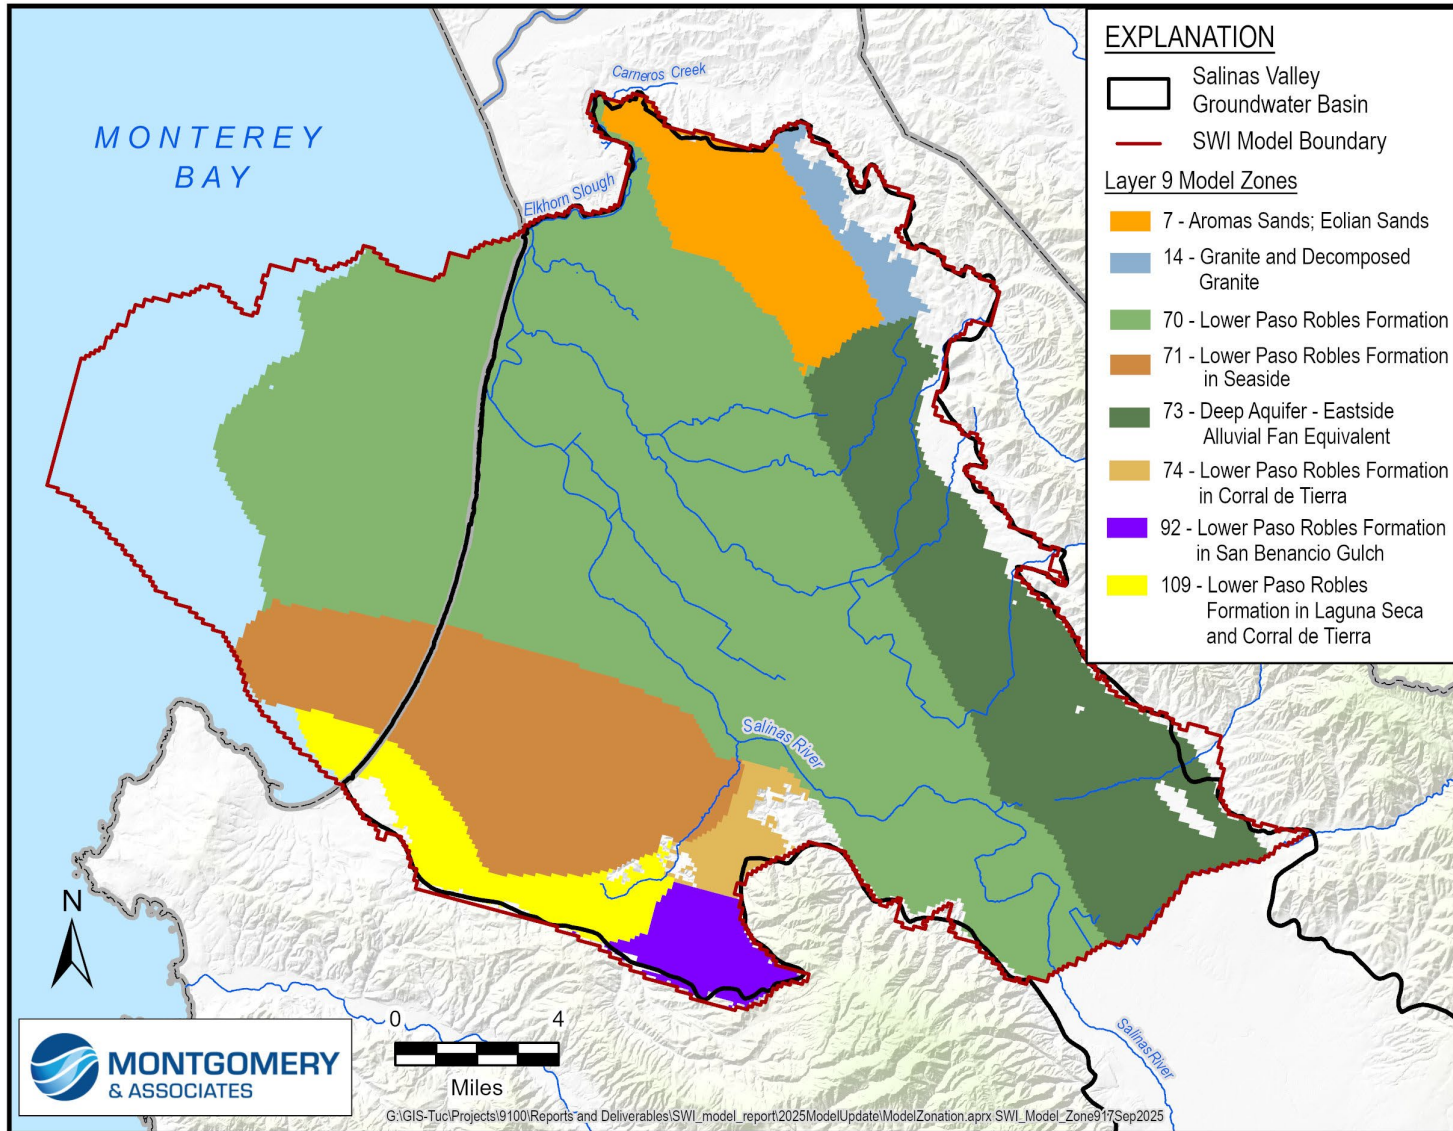 Carneros Creek
MONTEREY
BAY
Elkhorn Slough
Salinas River
Salinas River
N
0 4
Miles
MONTGOMERY
& ASSOCIATES
G:\GIS-Tuc\Projects\9100\Reports and Deliverables\SWI_model_report\2025ModelUpdate\ModelZonation.aprx SWI_Model_Zone917Sep2025
EXPLANATION
Salinas Valley
Groundwater Basin
SWI Model Boundary
Layer 9 Model Zones
7 - Aromas Sands; Eolian Sands
14 - Granite and Decomposed
Granite
70 - Lower Paso Robles Formation
71 - Lower Paso Robles Formation
in Seaside
73 - Deep Aquifer - Eastside
Alluvial Fan Equivalent
74 - Lower Paso Robles Formation
in Corral de Tierra
92 - Lower Paso Robles Formation
in San Benancio Gulch
109 - Lower Paso Robles
Formation in Laguna Seca
and Corral de Tierra